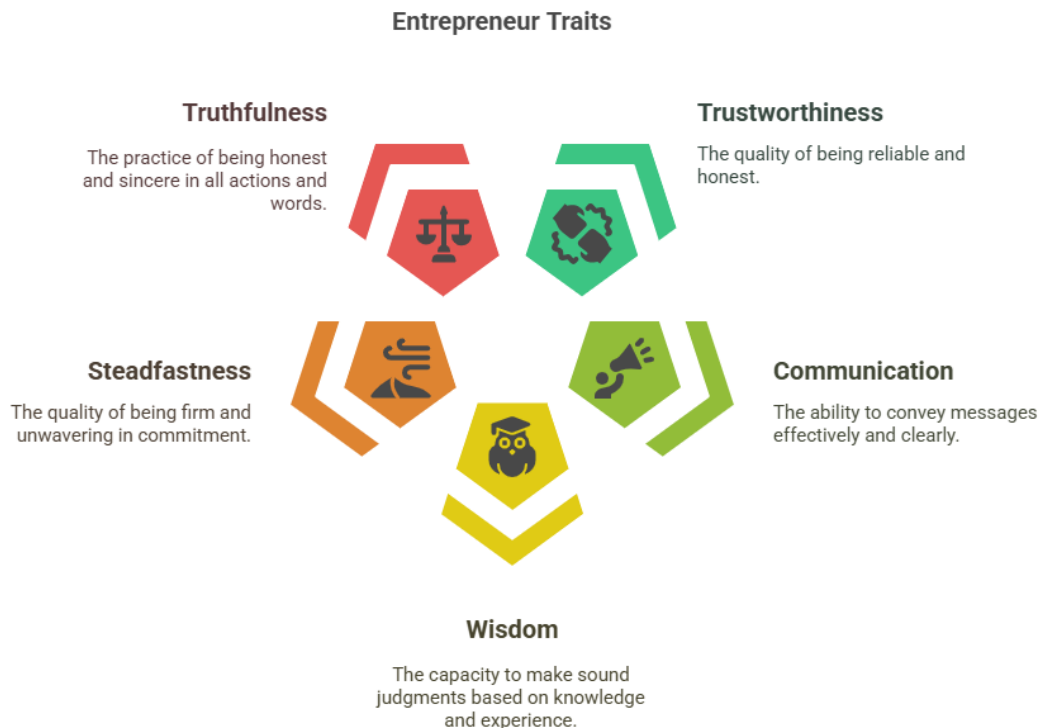 Entrepreneur Traits
Truthfulness
The practice of being honest
and sincere in all actions and
words.
Trustworthiness
The quality of being reliable and
honest.
Steadfastness
The quality of being firm and
unwavering in commitment.
Communication
The ability to convey messages
effectively and clearly.
Wisdom
The capacity to make sound
judgments based on knowledge
and experience.